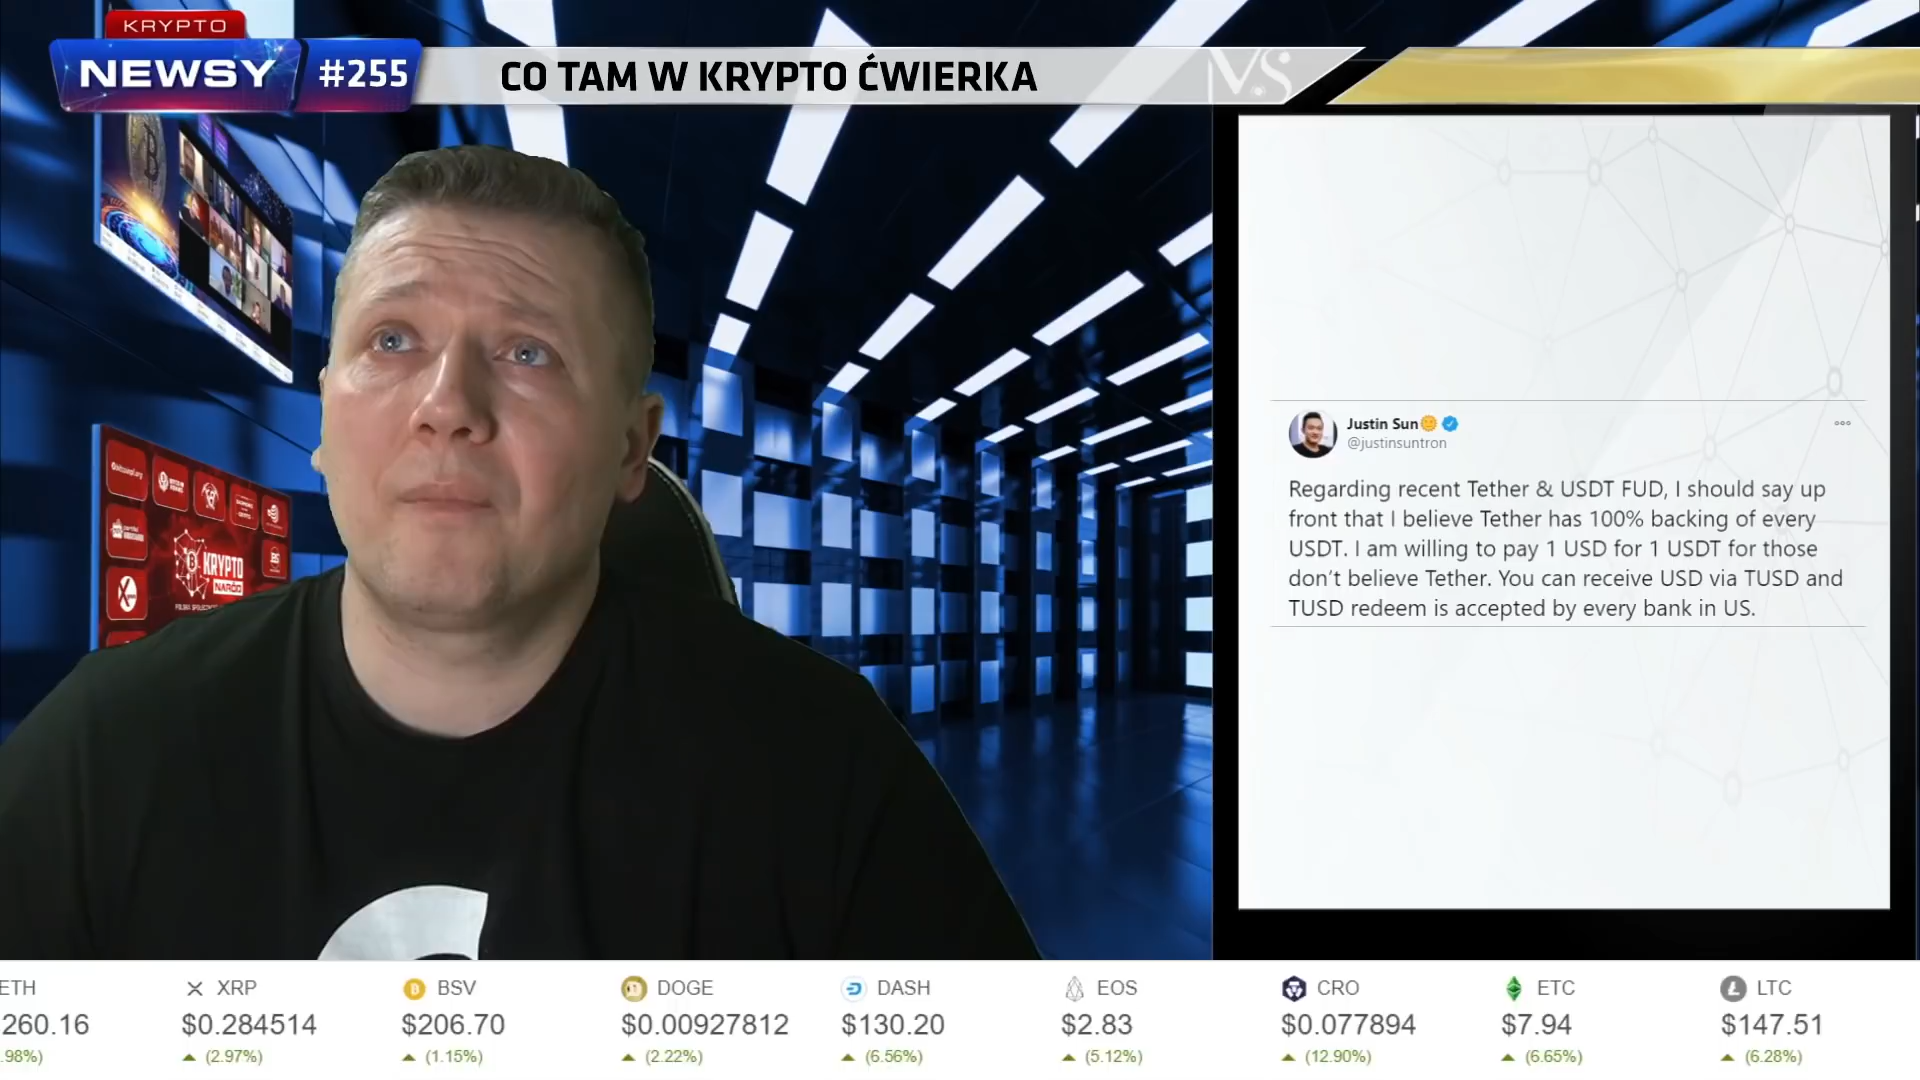 KRYPTO
NEWSY #255
CO TAM W KRYPTO ĆWIERKA
VS
KRYPTO
NARÓD
Justin Sun
@justinsuntron
Regarding recent Tether & USDT FUD, I should say up
front that I believe Tether has 100% backing of every
USDT. I am willing to pay 1 USD for 1 USDT for those
don't believe Tether. You can receive USD via TUSD and
TUSD redeem is accepted by every bank in US.
ETH XRP BSV DOGE DASH EOS CRO ETC LTC
260.16 $0.284514 $206.70 $0.00927812 $130.20 $2.83 $0.077894 $7.94 $147.51
.98%) (2.97%) (1.15%) (2.22%) (6.56%) (5.12%) (12.90%) (6.65%) (6.28%)